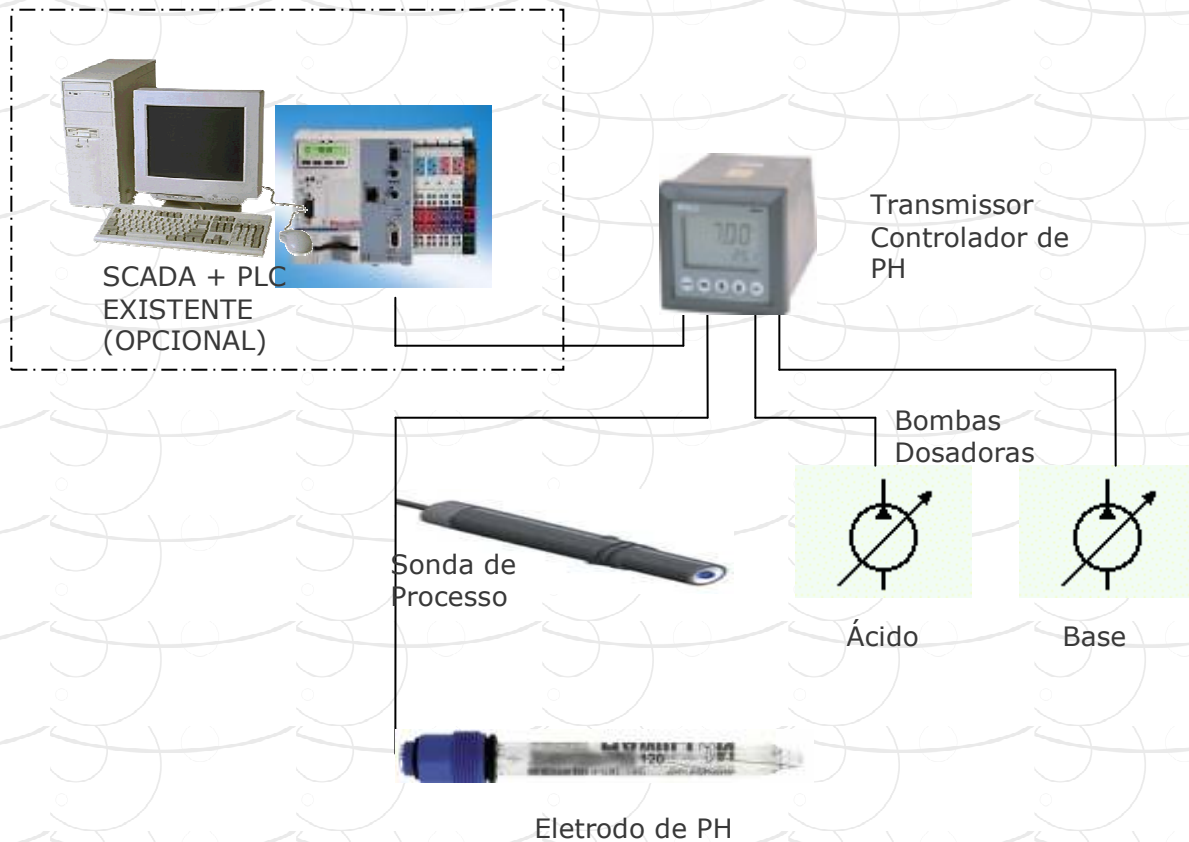 SCADA + PLC
EXISTENTE
(OPCIONAL)
7.00
Transmissor
Controlador de
PH
Bombas
Dosadoras
Sonda de
Processo
Ácido
Base
120
Eletrodo de PH